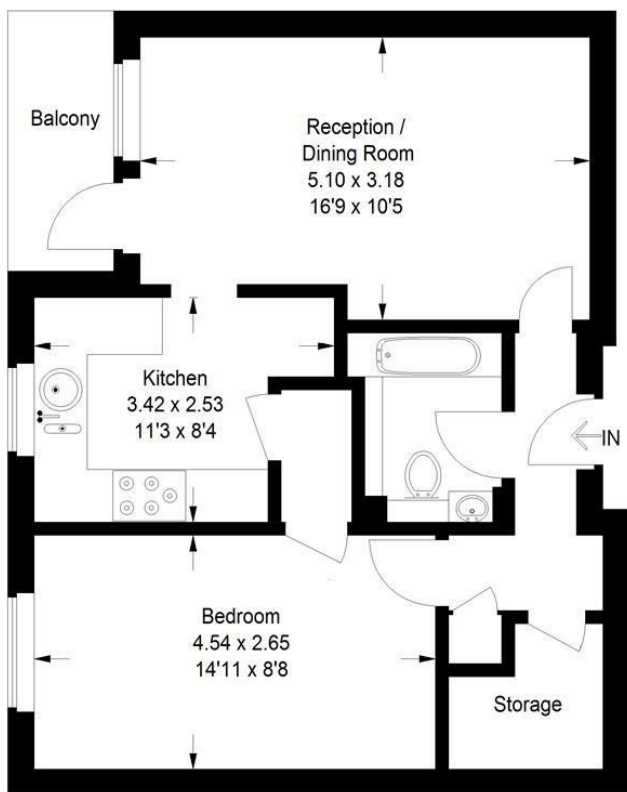 Balcony
Reception /
Dining Room
5.10 x 3.18
16'9 x 10'5
Kitchen
3.42 x 2.53
11'3 x 8'4
IN
Bedroom
4.54 x 2.65
14'11 x 8'8
Storage